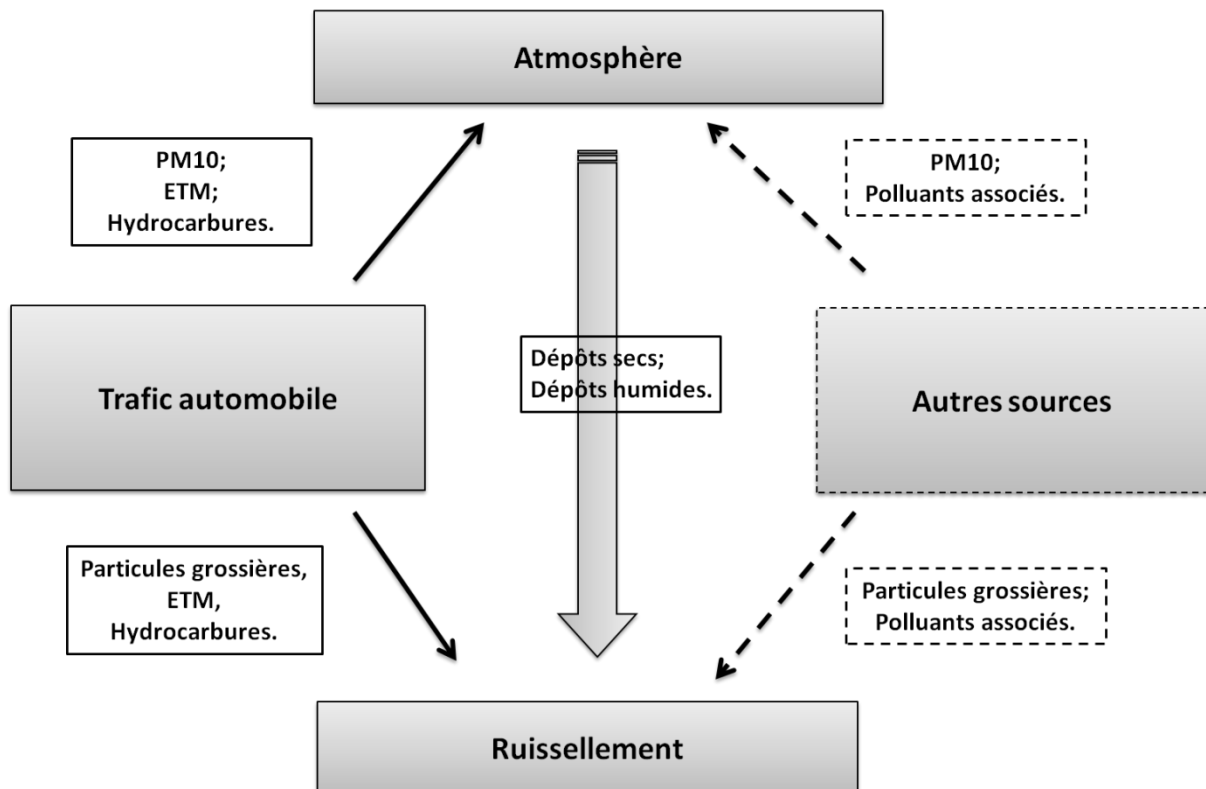 Atmosphère
PM10;
ETM;
Hydrocarbures.
PM10;
Polluants associés.
Trafic automobile
Dépôts secs;
Dépôts humides.
Autres sources
Particules grossières,
ETM,
Hydrocarbures.
Particules grossières;
Polluants associés.
Ruissellement